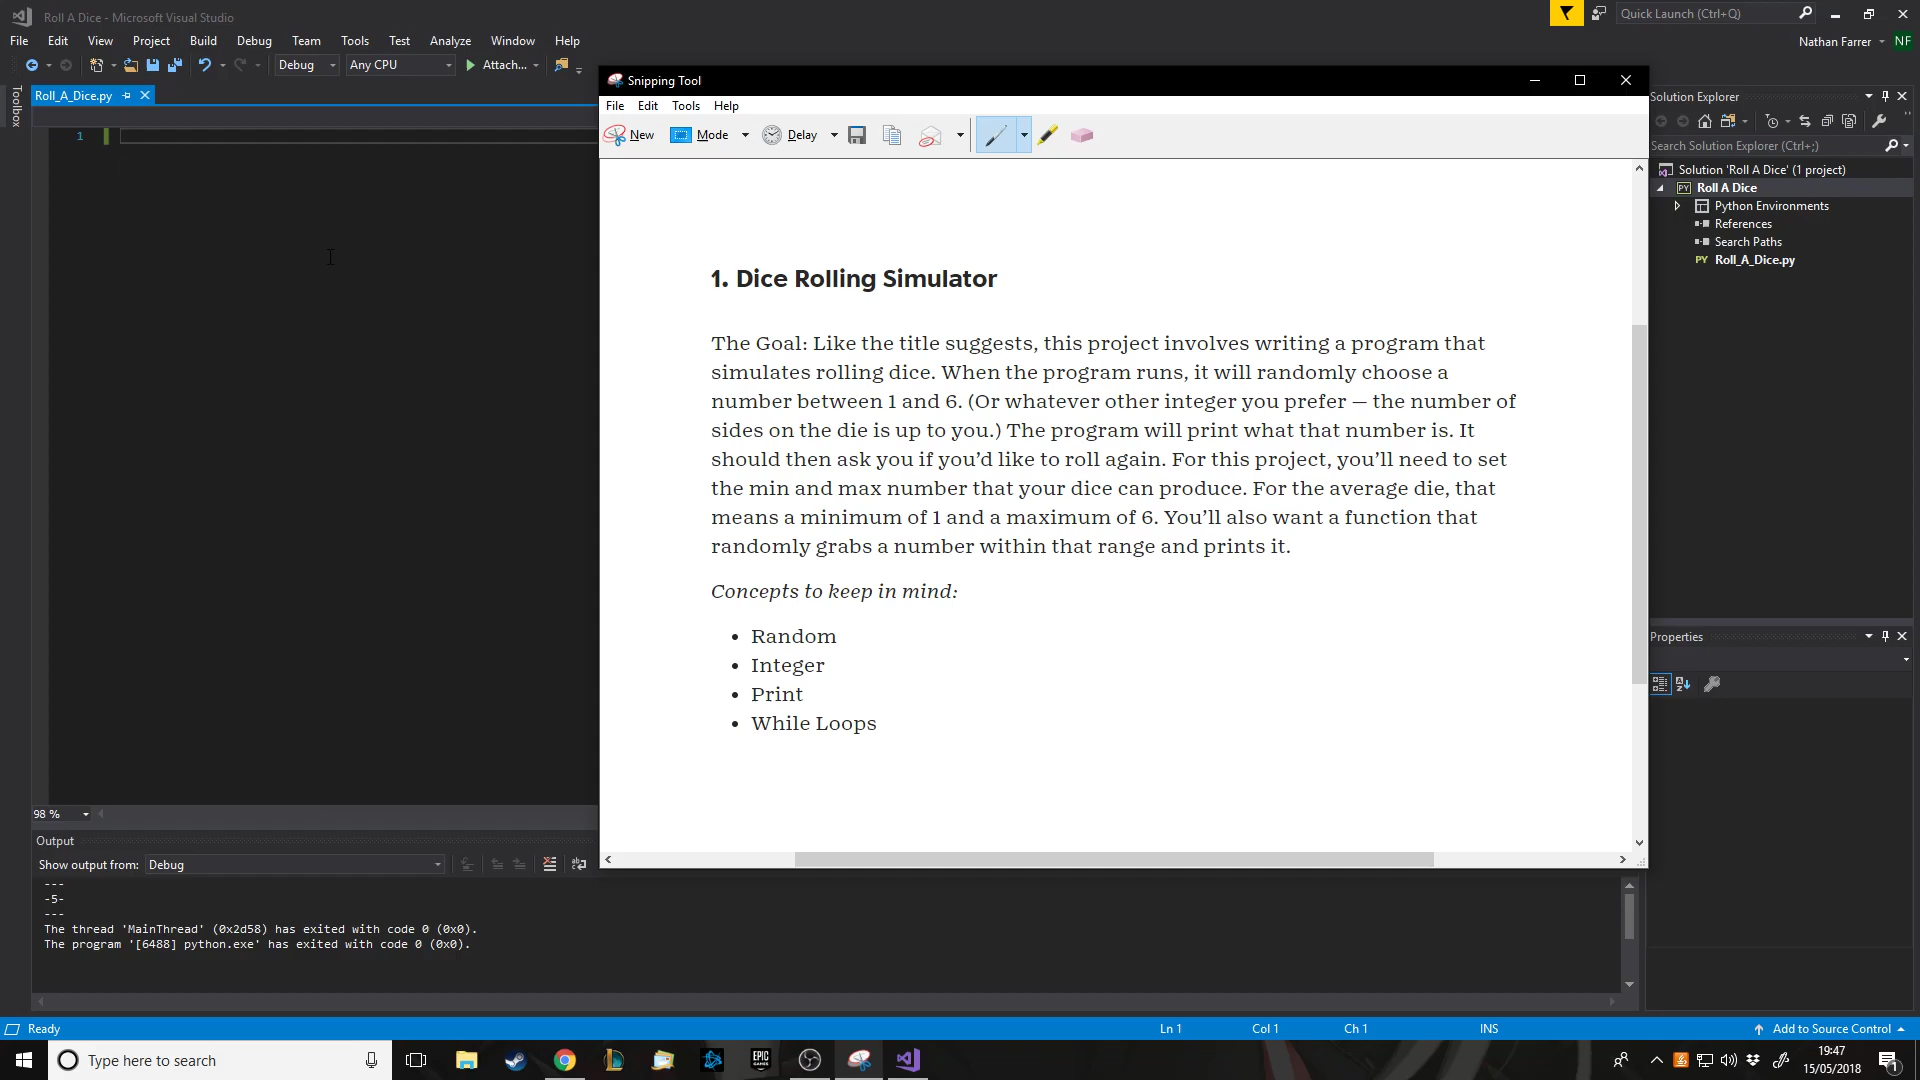 Roll A Dice - Microsoft Visual Studio
Quick Launch (Ctrl+Q)
File Edit View Project Build Debug Team Tools Test Analyze Window Help
Nathan Farrer NF
Debug Any CPU Attach...
Toolbox
Roll_A_Dice.py
1
98 %
Snipping Tool
File Edit Tools Help
New Mode Delay
1. Dice Rolling Simulator
The Goal: Like the title suggests, this project involves writing a program that
simulates rolling dice. When the program runs, it will randomly choose a
number between 1 and 6. (Or whatever other integer you prefer — the number of
sides on the die is up to you.) The program will print what that number is. It
should then ask you if you’d like to roll again. For this project, you’ll need to set
the min and max number that your dice can produce. For the average die, that
means a minimum of 1 and a maximum of 6. You’ll also want a function that
randomly grabs a number within that range and prints it.
Concepts to keep in mind:
• Random
• Integer
• Print
• While Loops
Solution Explorer
Search Solution Explorer (Ctrl+;)
Solution 'Roll A Dice' (1 project)
PY Roll A Dice
Python Environments
References
Search Paths
PY Roll_A_Dice.py
Properties
Output
Show output from: Debug
---
-5-
---
The thread 'MainThread' (0x2d58) has exited with code 0 (0x0).
The program '[6488] python.exe' has exited with code 0 (0x0).
Ready
Ln 1 Col 1 Ch 1 INS
Add to Source Control
Type here to search
EPIC
GAMES
19:47
15/05/2018
1